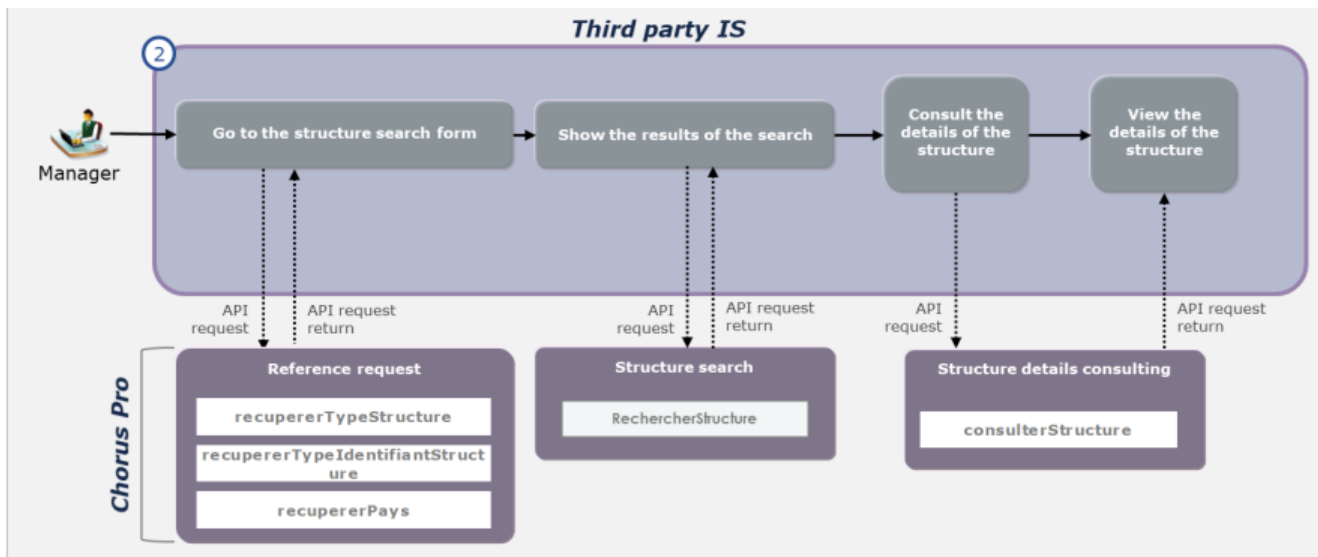 Third party IS
2
Manager
Go to the structure search form
Show the results of the search
Consult the
details of the
structure
View the
details of the
structure
API
request
API request
return
API
request
API request
return
API
request
API request
return
Chorus Pro
Reference request
recupererTypeStructure
recupererTypeIdentifiantStruct
ure
recupererPays
Structure search
RechercherStructure
Structure details consulting
consulterStructure